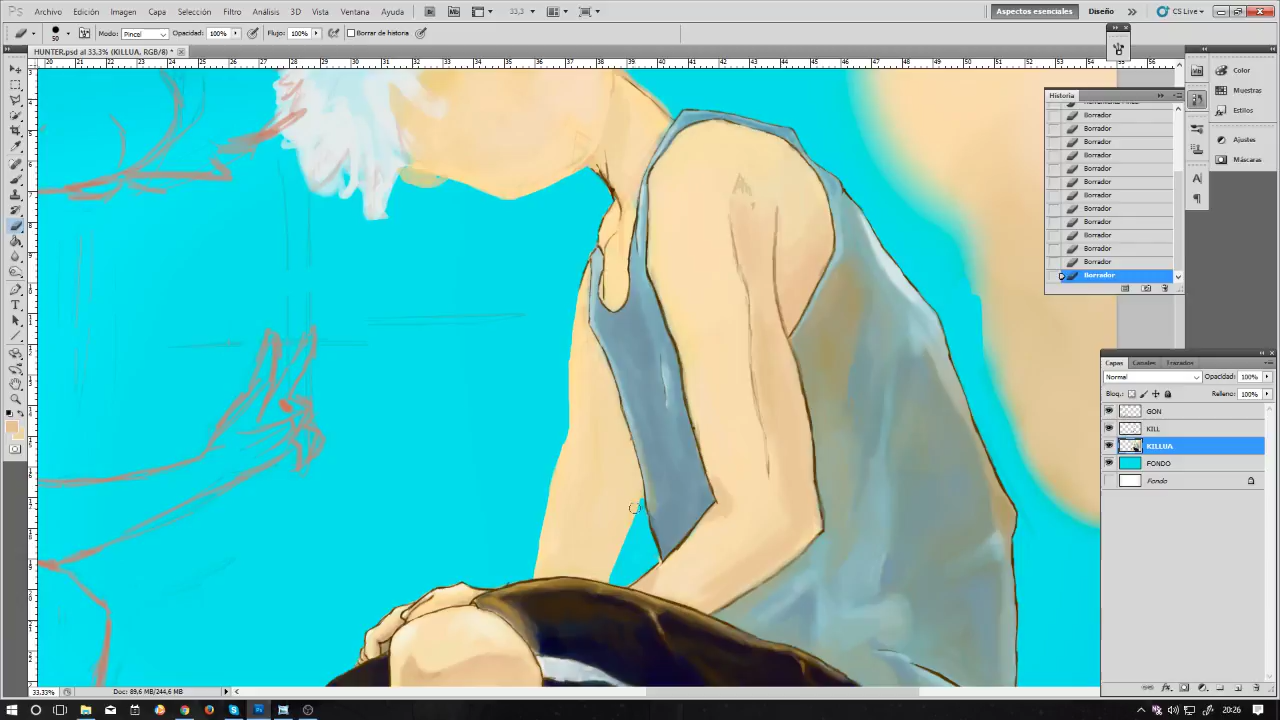 Archivo Edición Imagen Capa Selección Filtro Análisis 3D Vista Ventana Ayuda 33,3 Aspectos esenciales Diseño CS Live
50 Modo: Pincel Opacidad: 100% Flujo: 100% Borrar de historia
HUNTER.psd al 33,3% (KILLUA, RGB/8) *
Color
Muestras
Estilos
Ajustes
Máscaras
Historia
Borrador
Borrador
Borrador
Borrador
Borrador
Borrador
Borrador
Borrador
Borrador
Borrador
Borrador
Borrador
Borrador
Capas Canales Trazados
Normal Opacidad: 100%
Bloq.: Relleno: 100%
GON
KILL
KILLUA
FONDO
Fondo
33,33% Doc: 89,6 MB/244,6 MB
20:26